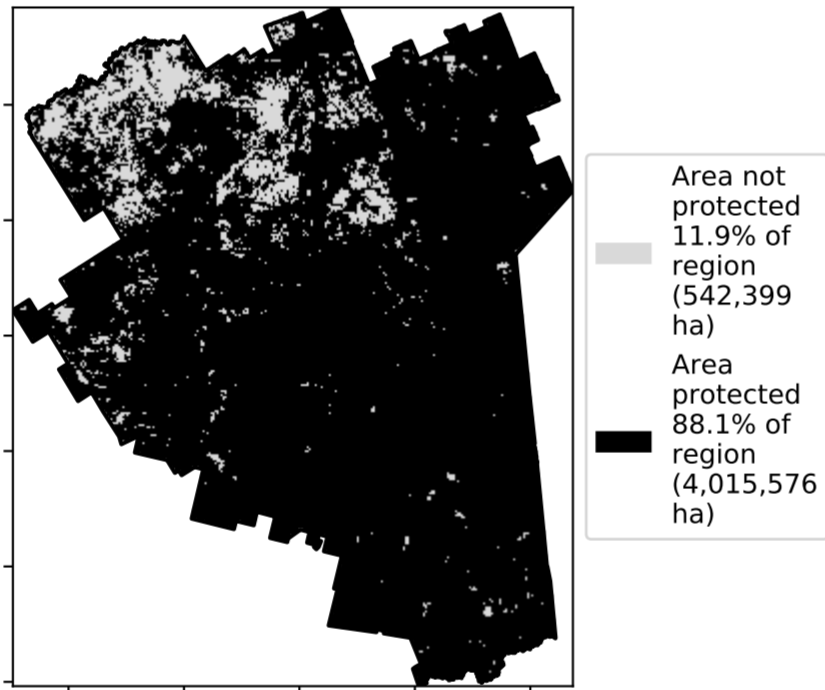 Area not
protected
11.9% of
region
(542,399
ha)
Area
protected
88.1% of
region
(4,015,576
ha)